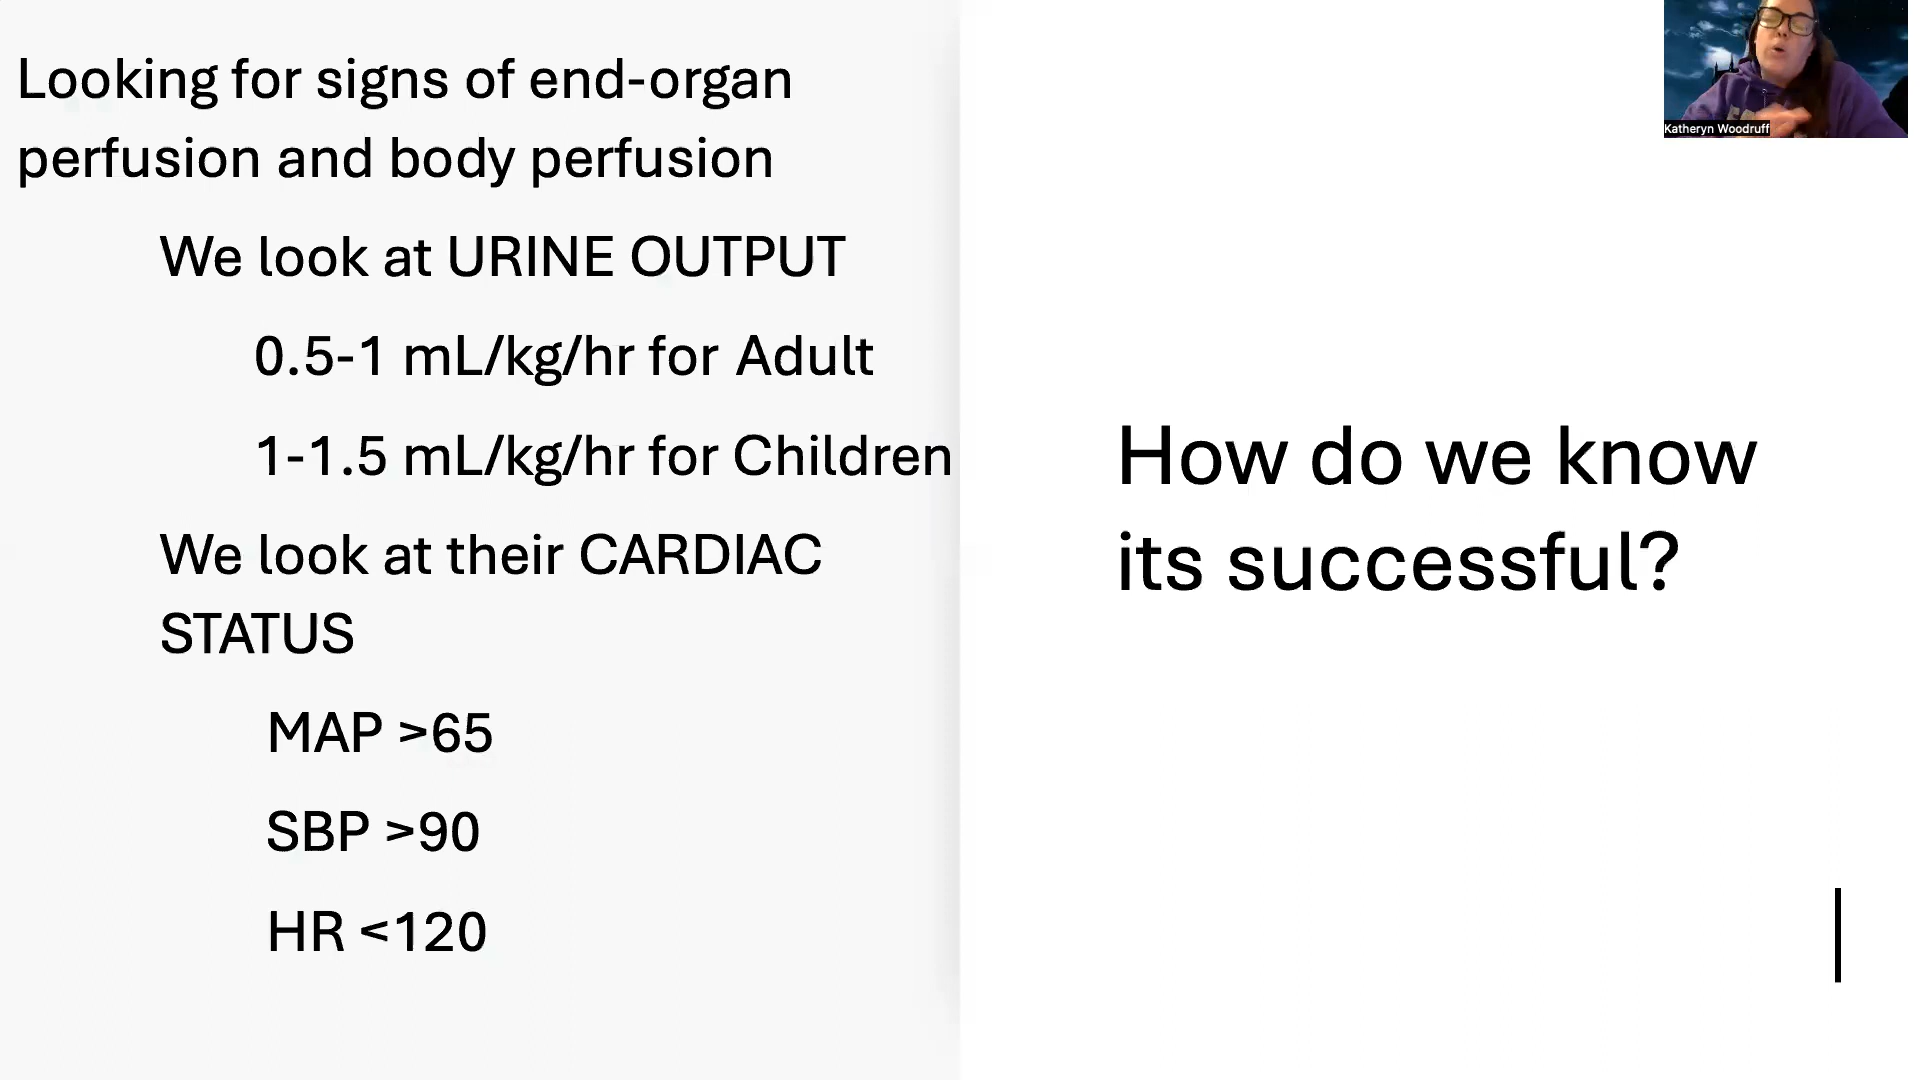 Looking for signs of end-organ
perfusion and body perfusion
We look at URINE OUTPUT
0.5-1 mL/kg/hr for Adult
1-1.5 mL/kg/hr for Children
We look at their CARDIAC
STATUS
MAP >65
SBP >90
HR <120
How do we know
its successful?
Katheryn Woodruff